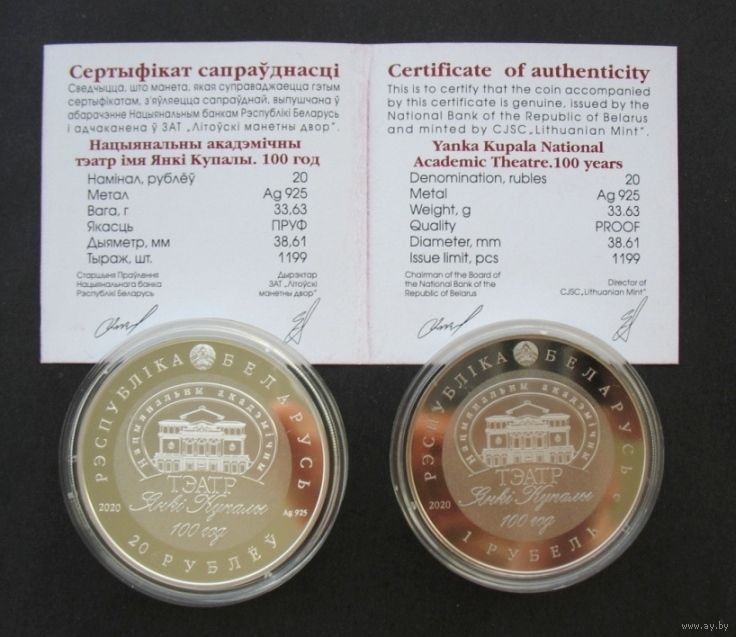 Сертыфікат сапраўднасці
Сведчыцца, што манета, якая суправаджаецца гэтым
сертыфікатам, з'яўляецца сапраўднай, выпушчана ў
абарачэнне Нацыянальным банкам Рэспублікі Беларусь
і адчаканена ў ЗАТ „Літоўскі манетны двор”.
Нацыянальны акадэмічны
тэатр імя Янкі Купалы. 100 год
Намінал, рублёў 20
Метал Ag 925
Вага, г 33,63
Якасць ПРУФ
Дыяметр, мм 38,61
Тыраж, шт. 1199
Старшыня Праўлення
Нацыянальнага банка
Рэспублікі Беларусь
Дырэктар
ЗАТ „Літоўскі
манетны двор”
Certificate of authenticity
This is to certify that the coin accompanied
by this certificate is genuine, issued by the
National Bank of the Republic of Belarus
and minted by CJSC„Lithuanian Mint”.
Yanka Kupala National
Academic Theatre.100 years
Denomination, rubles 20
Metal Ag 925
Weight, g 33.63
Quality PROOF
Diameter, mm 38.61
Issue limit, pcs 1199
Chairman of the Board of
the National Bank of the
Republic of Belarus
Director of
CJSC„Lithuanian Mint”
РЭСПУБЛІКА БЕЛАРУСЬ
Нацыянальны акадэмічны
ТЭАТР
Янкі Купалы
100 год
2020
Ag 925
20 РУБЛЁЎ
РЭСПУБЛІКА БЕЛАРУСЬ
Нацыянальны акадэмічны
ТЭАТР
Янкі Купалы
100 год
2020
1 РУБЕЛЬ
www.ay.by